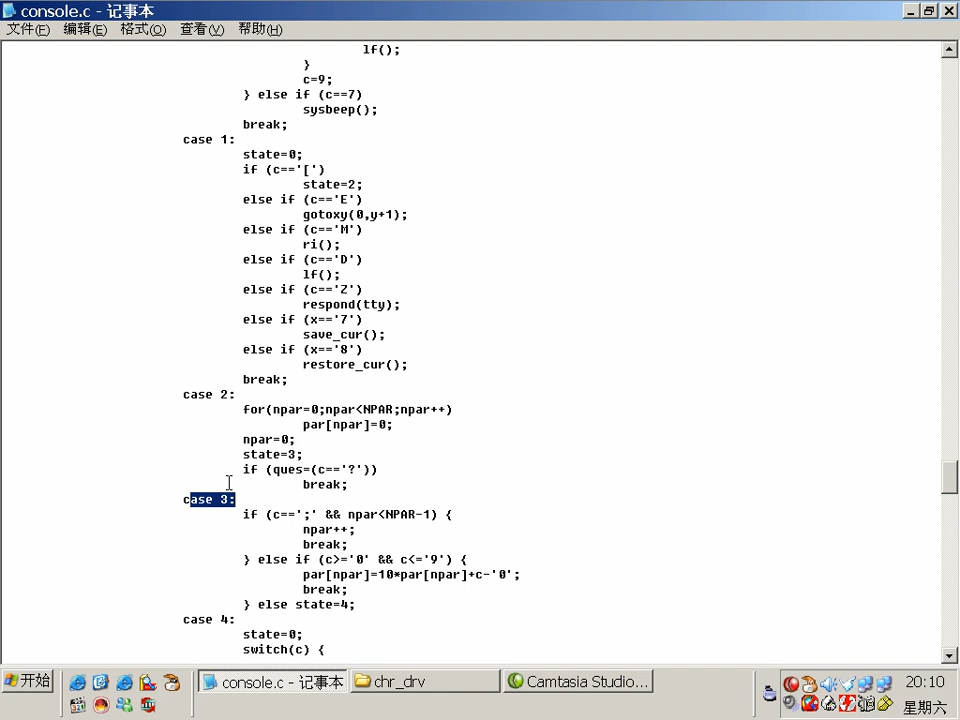 console.c - 记事本
文件(F) 编辑(E) 格式(O) 查看(V) 帮助(H)
lf();
}
c=9;
} else if (c==7)
sysbeep();
break;
case 1:
state=0;
if (c=='[')
state=2;
else if (c=='E')
gotoxy(0,y+1);
else if (c=='M')
ri();
else if (c=='D')
lf();
else if (c=='Z')
respond(tty);
else if (x=='7')
save_cur();
else if (x=='8')
restore_cur();
break;
case 2:
for(npar=0;npar<NPAR;npar++)
par[npar]=0;
npar=0;
state=3;
if (ques=(c=='?'))
break;
case 3:
if (c==';' && npar<NPAR-1) {
npar++;
break;
} else if (c>='0' && c<='9') {
par[npar]=10*par[npar]+c-'0';
break;
} else state=4;
case 4:
state=0;
switch(c) {
开始 console.c - 记事本 chr_drv Camtasia Studio... 20:10
星期六